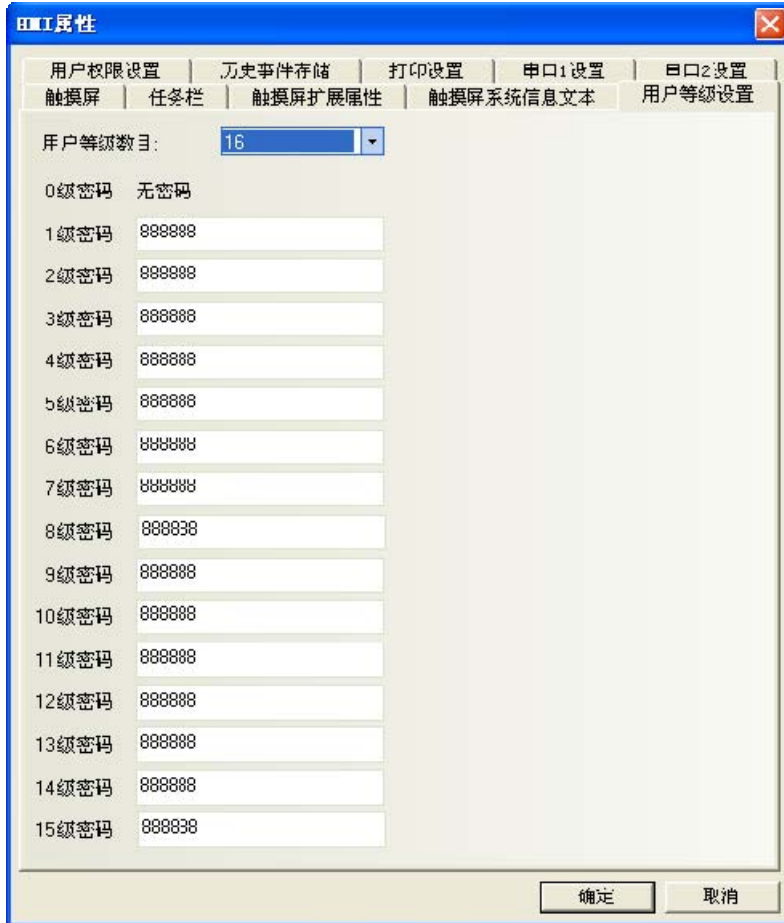 HMI属性
用户权限设置 历史事件存储 打印设置 串口1设置 串口2设置
触摸屏 任务栏 触摸屏扩展属性 触摸屏系统信息文本 用户等级设置
用户等级数目: 16
0级密码 无密码
1级密码 888888
2级密码 888888
3级密码 888888
4级密码 888888
5级密码 888888
6级密码 888888
7级密码 888888
8级密码 888888
9级密码 888888
10级密码 888888
11级密码 888888
12级密码 888888
13级密码 888888
14级密码 888888
15级密码 888888
确定 取消